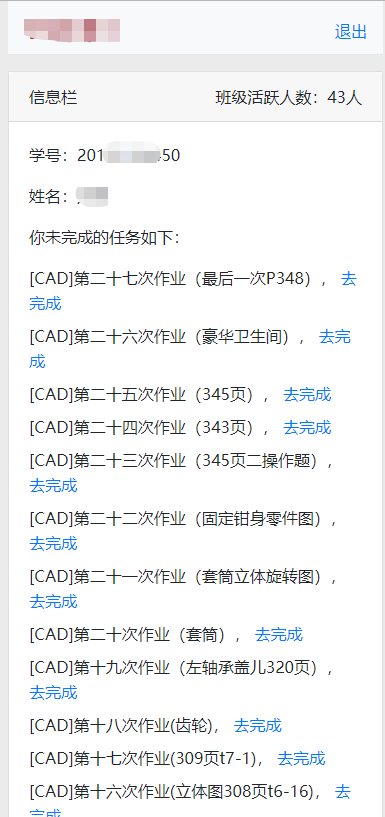 退出
信息栏 班级活跃人数：43人
学号：201 50
姓名：
你未完成的任务如下：
[CAD]第二十七次作业（最后一次P348）， 去
完成
[CAD]第二十六次作业（豪华卫生间）， 去完
成
[CAD]第二十五次作业（345页）， 去完成
[CAD]第二十四次作业（343页）， 去完成
[CAD]第二十三次作业（345页二操作题），
去完成
[CAD]第二十二次作业（固定钳身零件图），
去完成
[CAD]第二十一次作业（套筒立体旋转图），
去完成
[CAD]第二十次作业（套筒）， 去完成
[CAD]第十九次作业（左轴承盖儿320页），
去完成
[CAD]第十八次作业(齿轮)， 去完成
[CAD]第十七次作业(309页t7-1)， 去完成
[CAD]第十六次作业(立体图308页t6-16)， 去
完成